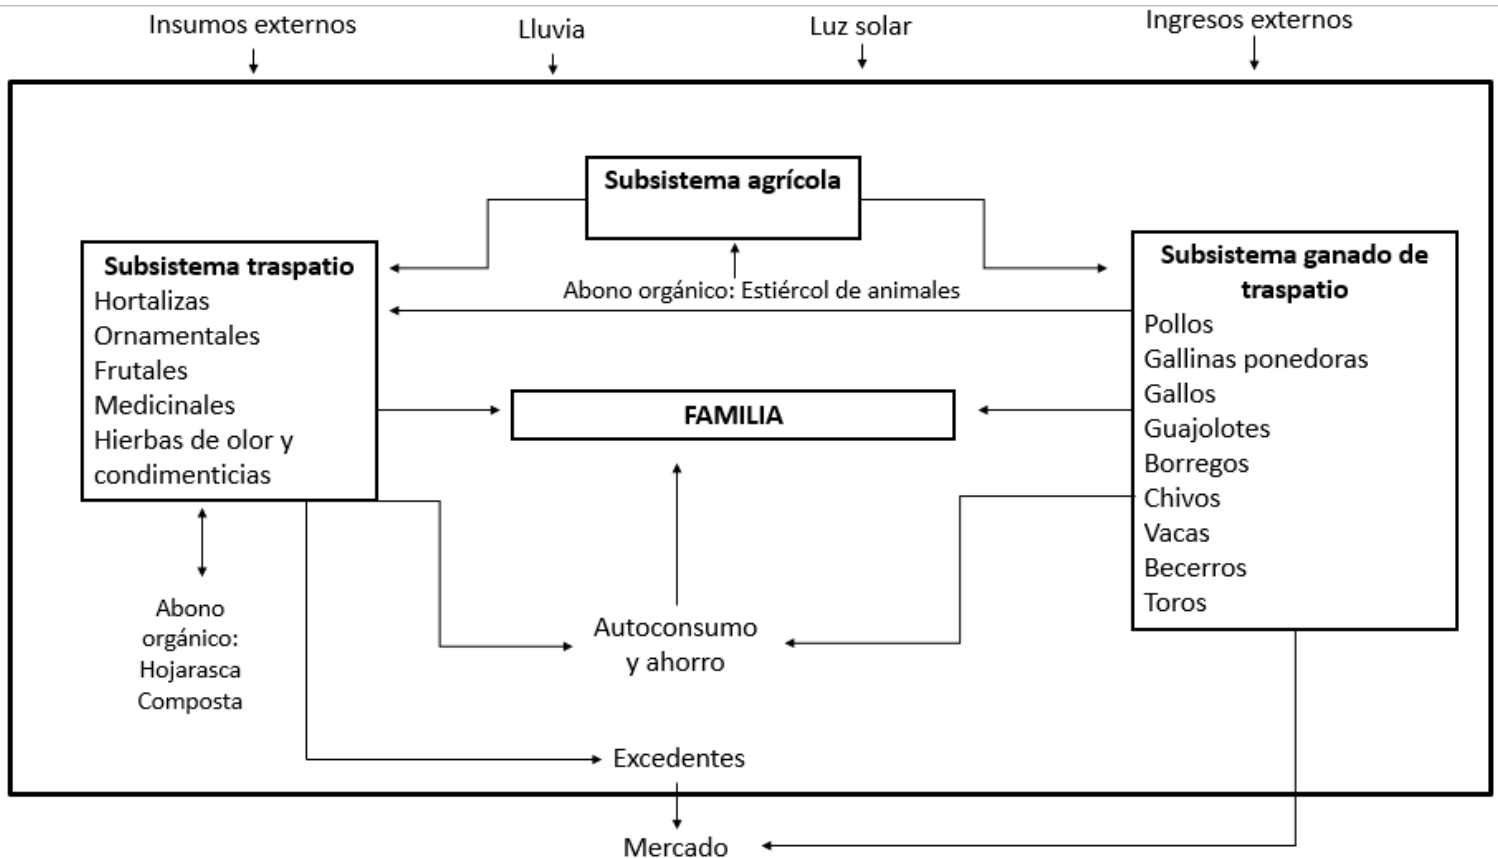 Insumos externos
Lluvia
Luz solar
Ingresos externos
Subsistema agrícola
Subsistema traspatio
Hortalizas
Ornamentales
Frutales
Medicinales
Hierbas de olor y
condimenticias
Abono orgánico: Estiércol de animales
Subsistema ganado de
traspatio
Pollos
Gallinas ponedoras
Gallos
Guajolotes
Borregos
Chivos
Vacas
Becerros
Toros
FAMILIA
Abono
orgánico:
Hojarasca
Composta
Autoconsumo
y ahorro
Excedentes
Mercado